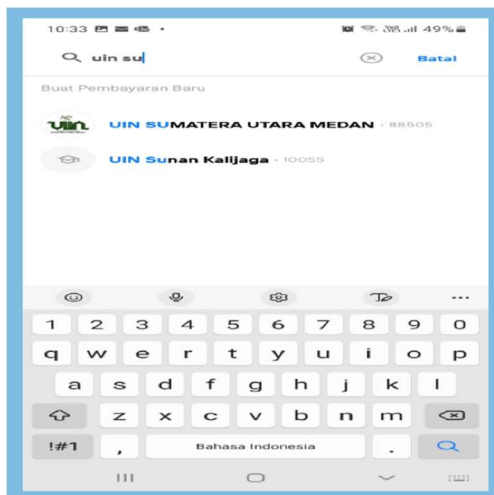 10:33 49%
uin su Batal
Buat Pembayaran Baru
uin UIN SUMATERA UTARA MEDAN · 88505
UIN Sunan Kalijaga · 10055
1 2 3 4 5 6 7 8 9 0
q w e r t y u i o p
a s d f g h j k l
z x c v b n m
!#1 , Bahasa Indonesia .